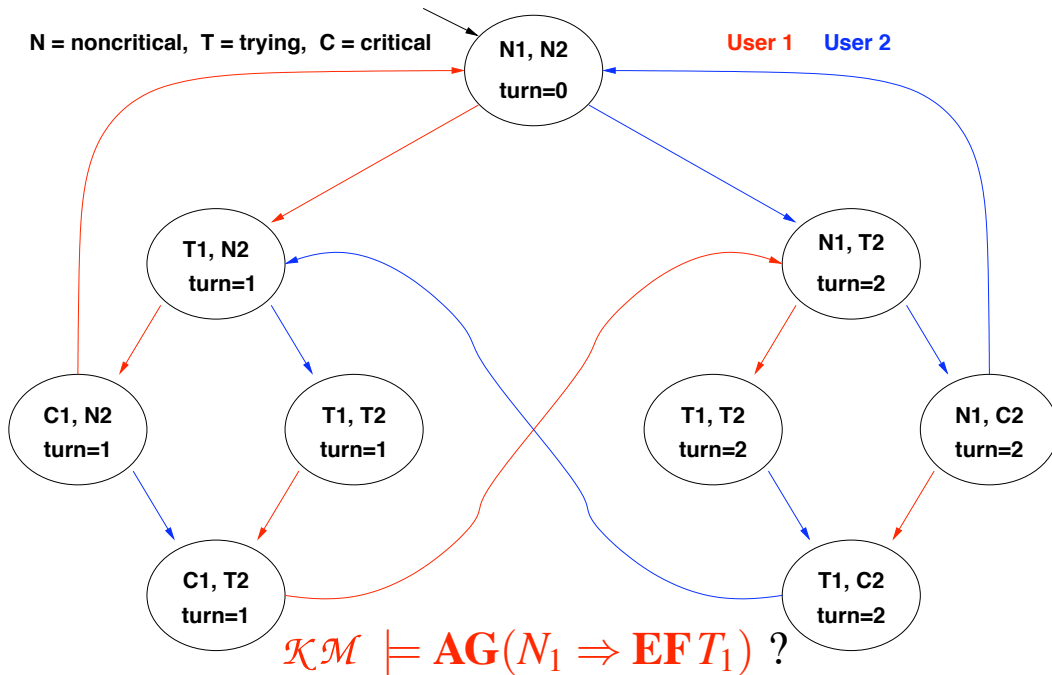 N = noncritical, T = trying, C = critical
User 1 User 2
N1, N2
turn=0
T1, N2
turn=1
N1, T2
turn=2
C1, N2
turn=1
T1, T2
turn=1
T1, T2
turn=2
N1, C2
turn=2
C1, T2
turn=1
T1, C2
turn=2
𝒦ℳ ⊨ AG(N₁ ⇒ EF T₁) ?